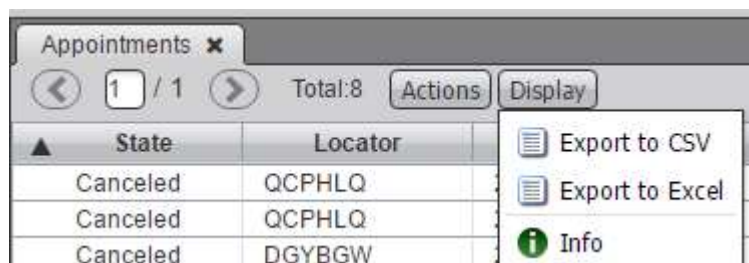 Appointments ×
1 / 1 Total:8 Actions Display
State Locator
Export to CSV
Canceled QCPHLQ
Export to Excel
Canceled QCPHLQ
Info
Canceled DGYBGW